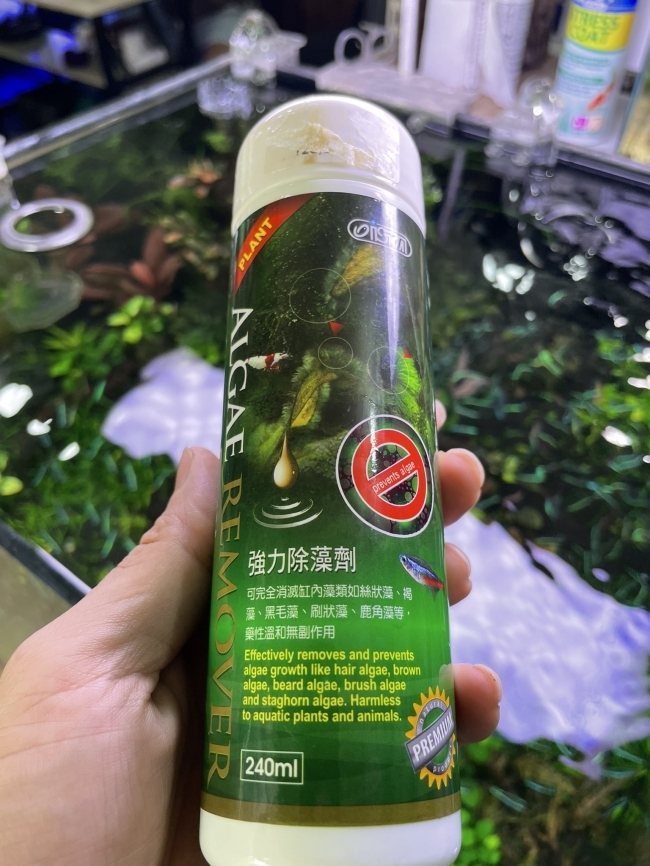 STRESS
COAT
PLANT
ISTA
ALGAE REMOVER
prevents algae
強力除藻劑
可完全消滅缸內藻類如絲狀藻、褐
藻、黑毛藻、刷狀藻、鹿角藻等，
藥性溫和無副作用
Effectively removes and prevents
algae growth like hair algae, brown
algae, beard algae, brush algae
and staghorn algae. Harmless
to aquatic plants and animals.
PREMIUM
240ml